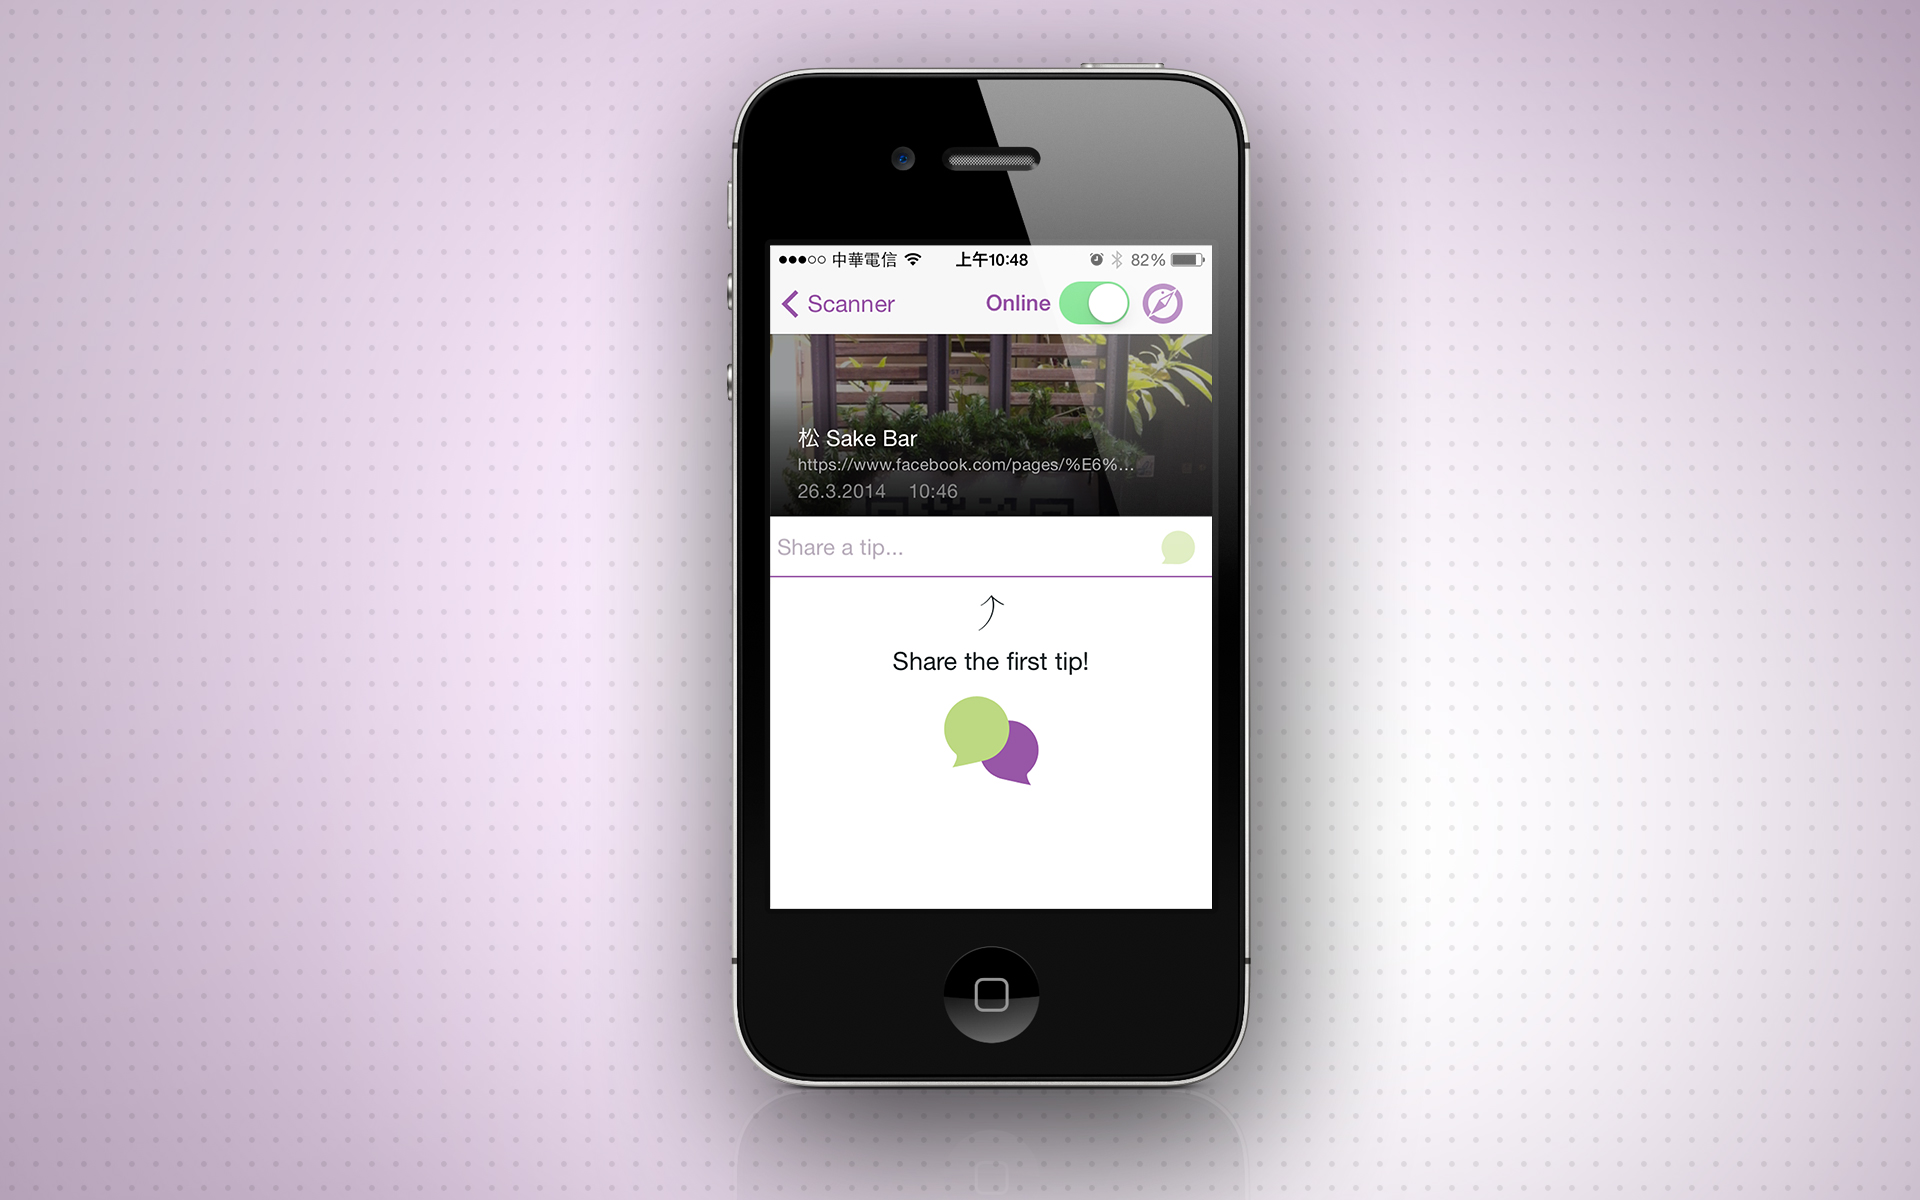 ●●●○○ 中華電信 上午10:48 82%
Scanner Online
松 Sake Bar
https://www.facebook.com/pages/%E6%...
26.3.2014 10:46
Share a tip...
Share the first tip!